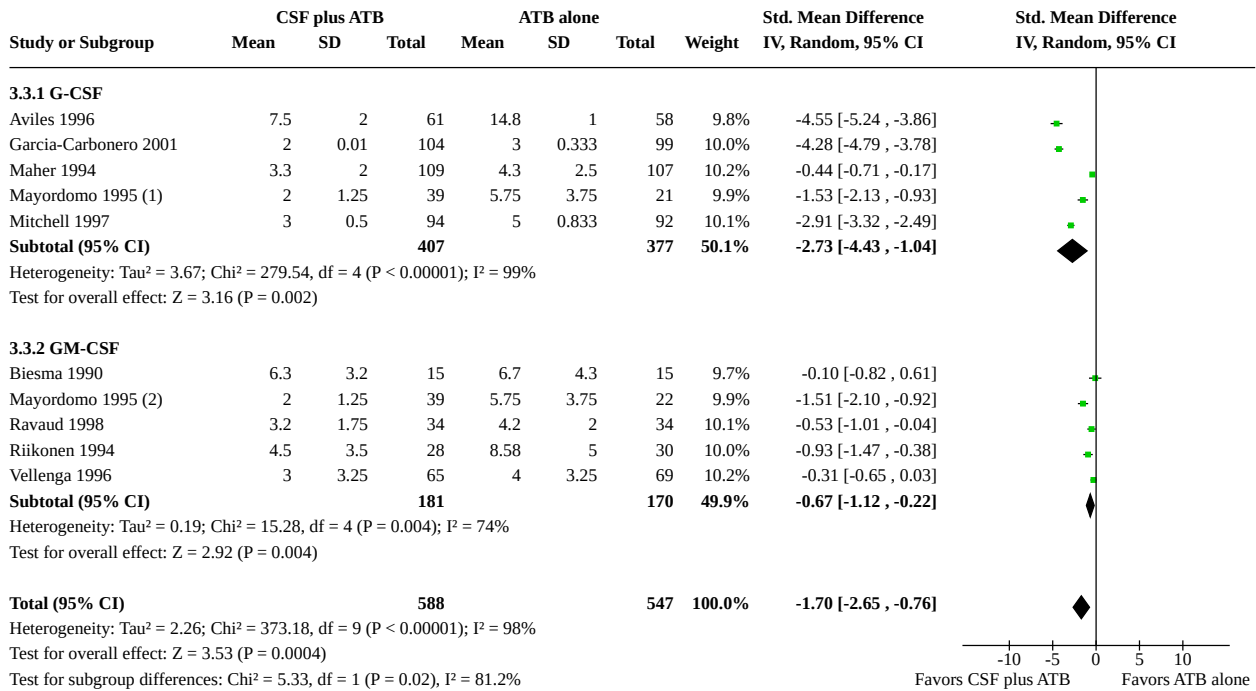 CSF plus ATB ATB alone Std. Mean Difference Std. Mean Difference
Study or Subgroup Mean SD Total Mean SD Total Weight IV, Random, 95% CI IV, Random, 95% CI
3.3.1 G-CSF
Aviles 1996 7.5 2 61 14.8 1 58 9.8% -4.55 [-5.24 , -3.86]
Garcia-Carbonero 2001 2 0.01 104 3 0.333 99 10.0% -4.28 [-4.79 , -3.78]
Maher 1994 3.3 2 109 4.3 2.5 107 10.2% -0.44 [-0.71 , -0.17]
Mayordomo 1995 (1) 2 1.25 39 5.75 3.75 21 9.9% -1.53 [-2.13 , -0.93]
Mitchell 1997 3 0.5 94 5 0.833 92 10.1% -2.91 [-3.32 , -2.49]
Subtotal (95% CI) 407 377 50.1% -2.73 [-4.43 , -1.04]
Heterogeneity: Tau² = 3.67; Chi² = 279.54, df = 4 (P < 0.00001); I² = 99%
Test for overall effect: Z = 3.16 (P = 0.002)
3.3.2 GM-CSF
Biesma 1990 6.3 3.2 15 6.7 4.3 15 9.7% -0.10 [-0.82 , 0.61]
Mayordomo 1995 (2) 2 1.25 39 5.75 3.75 22 9.9% -1.51 [-2.10 , -0.92]
Ravaud 1998 3.2 1.75 34 4.2 2 34 10.1% -0.53 [-1.01 , -0.04]
Riikonen 1994 4.5 3.5 28 8.58 5 30 10.0% -0.93 [-1.47 , -0.38]
Vellenga 1996 3 3.25 65 4 3.25 69 10.2% -0.31 [-0.65 , 0.03]
Subtotal (95% CI) 181 170 49.9% -0.67 [-1.12 , -0.22]
Heterogeneity: Tau² = 0.19; Chi² = 15.28, df = 4 (P = 0.004); I² = 74%
Test for overall effect: Z = 2.92 (P = 0.004)
Total (95% CI) 588 547 100.0% -1.70 [-2.65 , -0.76]
Heterogeneity: Tau² = 2.26; Chi² = 373.18, df = 9 (P < 0.00001); I² = 98%
Test for overall effect: Z = 3.53 (P = 0.0004) -10 -5 0 5 10
Test for subgroup differences: Chi² = 5.33, df = 1 (P = 0.02), I² = 81.2% Favors CSF plus ATB Favors ATB alone